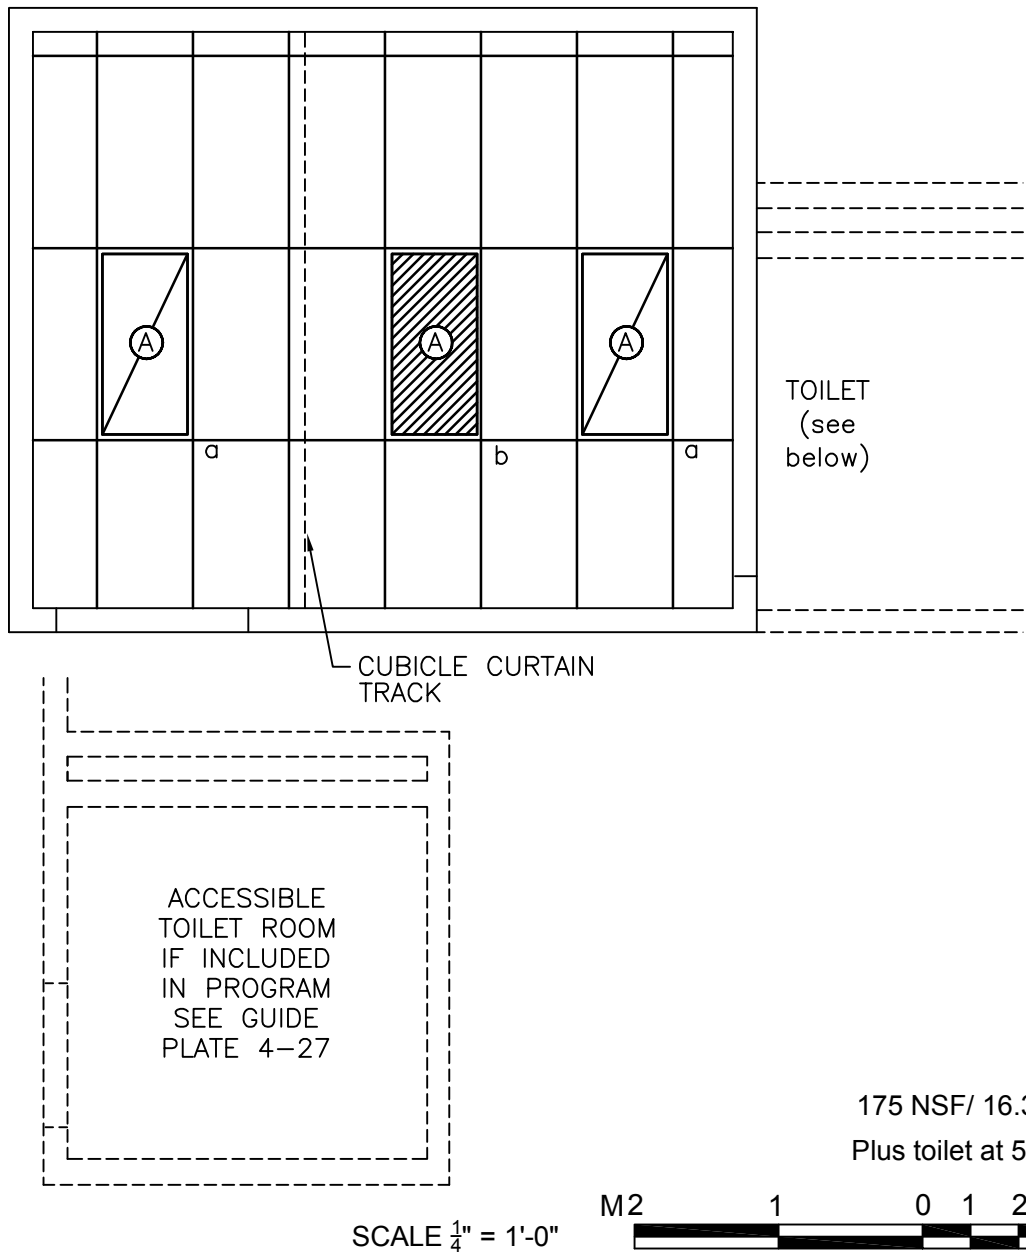 A
A
A
a
b
a
TOILET
(see
below)
CUBICLE CURTAIN
TRACK
ACCESSIBLE
TOILET ROOM
IF INCLUDED
IN PROGRAM
SEE GUIDE
PLATE 4-27
175 NSF/ 16.3
Plus toilet at 5
M2 1 0 1 2
SCALE 1/4" = 1'-0"